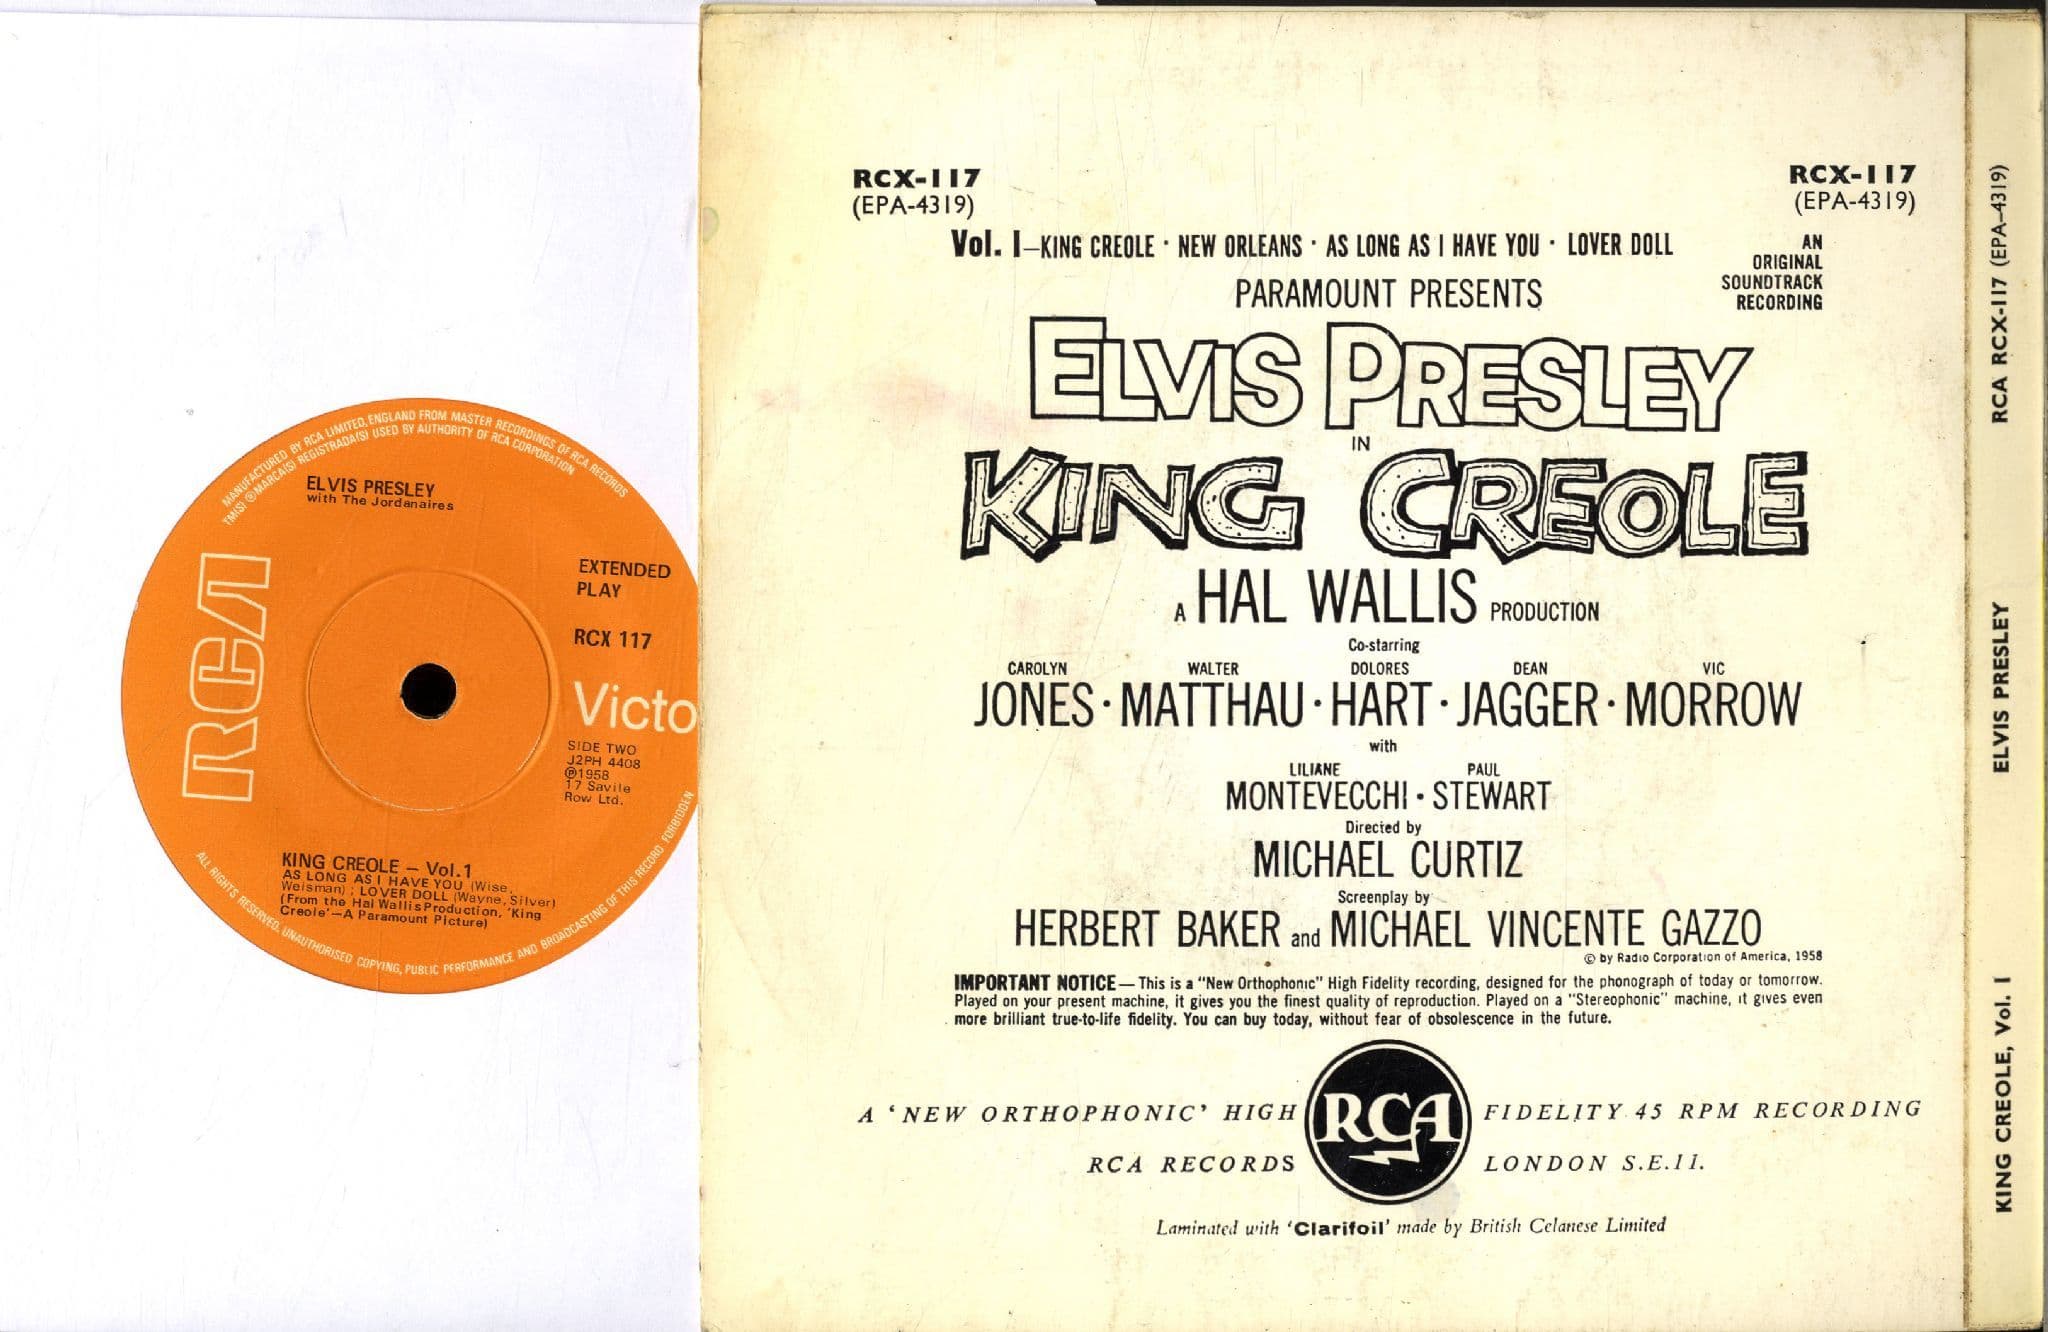 MANUFACTURED BY RCA LIMITED, ENGLAND FROM MASTER RECORDINGS OF RCA RECORDS
TM(S) ® MARCA(S) REGISTRADA(S) USED BY AUTHORITY OF RCA CORPORATION
ELVIS PRESLEY
with The Jordanaires
EXTENDED
PLAY
RCX 117
RCA
Victo
SIDE TWO
J2PH 4408
℗1958
17 Savile
Row Ltd.
KING CREOLE – Vol.1
AS LONG AS I HAVE YOU (Wise,
Weisman) ; LOVER DOLL (Wayne, Silver)
(From the Hal Wallis Production, 'King
Creole'—A Paramount Picture)
ALL RIGHTS RESERVED. UNAUTHORISED COPYING, PUBLIC PERFORMANCE AND BROADCASTING OF THIS RECORD FORBIDDEN
RCX-117
(EPA-4319)
RCX-117
(EPA-4319)
Vol. I—KING CREOLE · NEW ORLEANS · AS LONG AS I HAVE YOU · LOVER DOLL
AN
ORIGINAL
SOUNDTRACK
RECORDING
PARAMOUNT PRESENTS
ELVIS PRESLEY
IN
KING CREOLE
A HAL WALLIS PRODUCTION
Co-starring
CAROLYN WALTER DOLORES DEAN VIC
JONES · MATTHAU · HART · JAGGER · MORROW
with
LILIANE PAUL
MONTEVECCHI · STEWART
Directed by
MICHAEL CURTIZ
Screenplay by
HERBERT BAKER and MICHAEL VINCENTE GAZZO
© by Radio Corporation of America, 1958
IMPORTANT NOTICE — This is a "New Orthophonic" High Fidelity recording, designed for the phonograph of today or tomorrow.
Played on your present machine, it gives you the finest quality of reproduction. Played on a "Stereophonic" machine, it gives even
more brilliant true-to-life fidelity. You can buy today, without fear of obsolescence in the future.
A 'NEW ORTHOPHONIC' HIGH RCA FIDELITY 45 RPM RECORDING
RCA RECORDS LONDON S.E.11.
Laminated with 'Clarifoil' made by British Celanese Limited
KING CREOLE, Vol. I ELVIS PRESLEY RCA RCX-117 (EPA-4319)